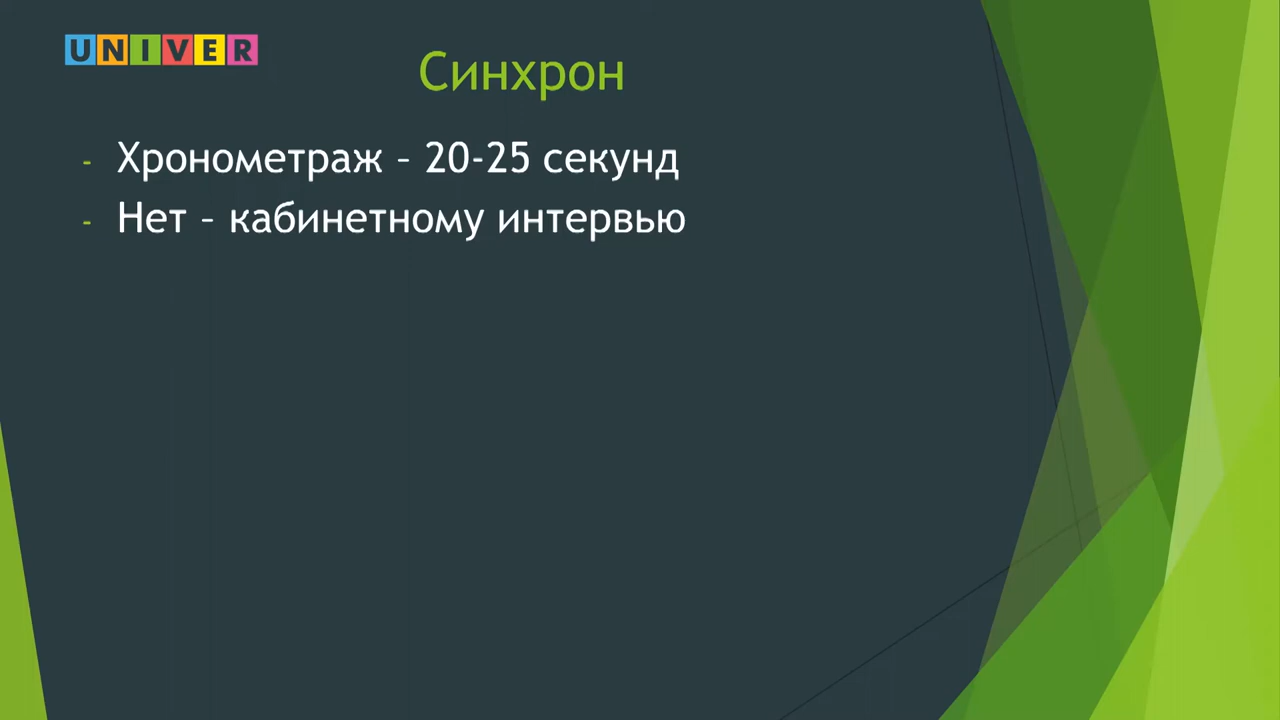 UNIVER
Синхрон
- Хронометраж – 20-25 секунд
- Нет – кабинетному интервью